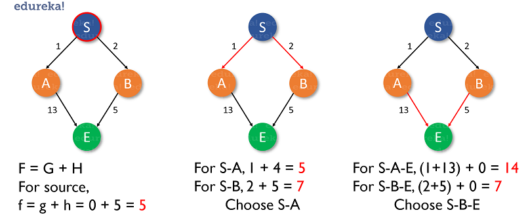 edureka!
S
1
2
A
B
13
5
E
F = G + H
For source,
f = g + h = 0 + 5 = 5
S
1
2
A
B
13
5
E
For S-A, 1 + 4 = 5
For S-B, 2 + 5 = 7
Choose S-A
S
1
2
A
B
13
5
E
For S-A-E, (1+13) + 0 = 14
For S-B-E, (2+5) + 0 = 7
Choose S-B-E